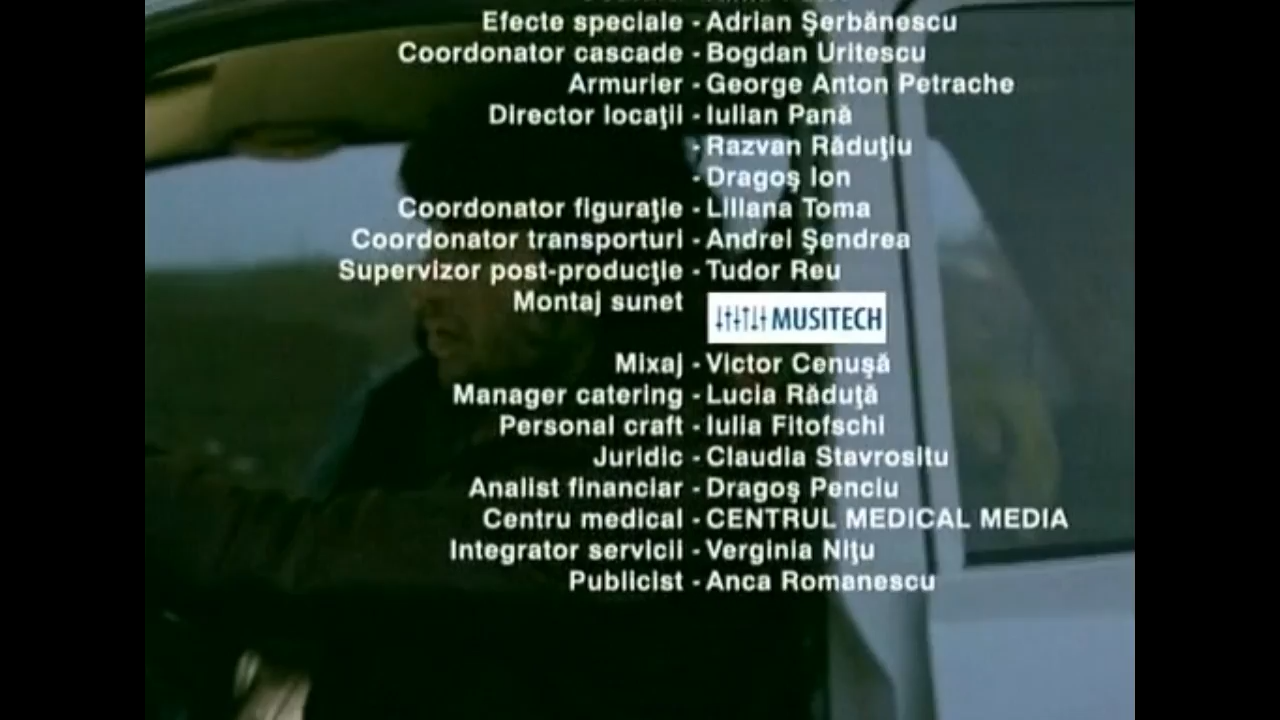 Efecte speciale - Adrian Şerbănescu
Coordonator cascade - Bogdan Uritescu
Armurier - George Anton Petrache
Director locaţii - Iulian Pană
- Razvan Răduţiu
- Dragoş Ion
Coordonator figuraţie - Liliana Toma
Coordonator transporturi - Andrei Şendrea
Supervizor post-producţie - Tudor Reu
Montaj sunet MUSITECH
Mixaj - Victor Cenuşă
Manager catering - Lucia Răduţă
Personal craft - Iulia Fitofschi
Juridic - Claudia Stavrositu
Analist financiar - Dragoş Penciu
Centru medical - CENTRUL MEDICAL MEDIA
Integrator servicii - Verginia Niţu
Publicist - Anca Romanescu